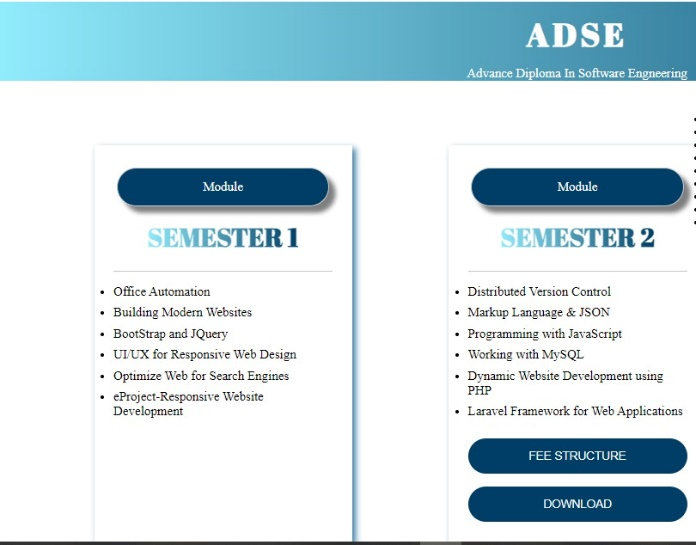 ADSE
Advance Diploma In Software Engneering
Module
SEMESTER 1
Office Automation
Building Modern Websites
BootStrap and JQuery
UI/UX for Responsive Web Design
Optimize Web for Search Engines
eProject-Responsive Website
Development
Module
SEMESTER 2
Distributed Version Control
Markup Language & JSON
Programming with JavaScript
Working with MySQL
Dynamic Website Development using
PHP
Laravel Framework for Web Applications
FEE STRUCTURE
DOWNLOAD